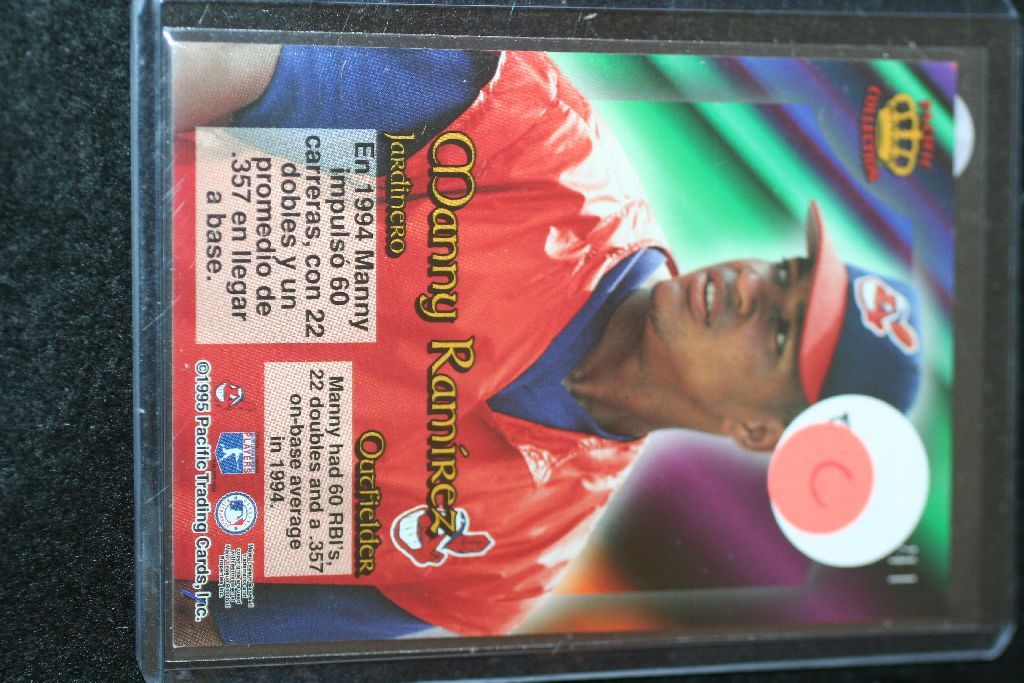 PACIFIC
COLLECTION
Manny Ramírez
Jardinero
En 1994 Manny
impulsó 60
carreras, con 22
dobles y un
promedio de
.357 en llegar
a base.
Outfielder
Manny had 60 RBI's,
22 doubles and a .357
on-base average
in 1994.
PLAYERS
©1995 Pacific Trading Cards, Inc.
C